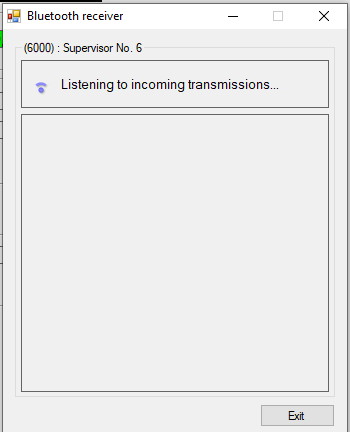 Bluetooth receiver
(6000) : Supervisor No. 6
Listening to incoming transmissions...
Exit